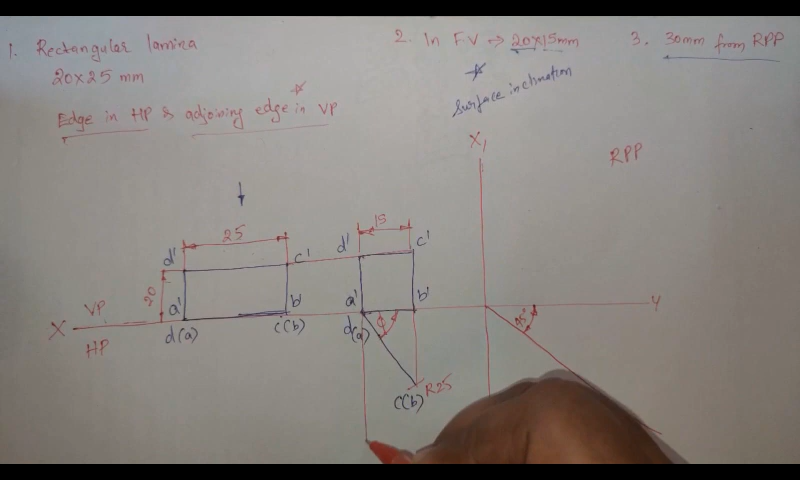 1. Rectangular lamina
20x25 mm
Edge in HP & adjoining edge in VP
2. In F.V → 20x15mm
Surface inclination
3. 30mm from RPP
X1
RPP
25
15
d' c' d' c'
20
a' b' a' b'
X VP Y
d(a) c(b) d(a) φ 45°
HP
R25
c(b)